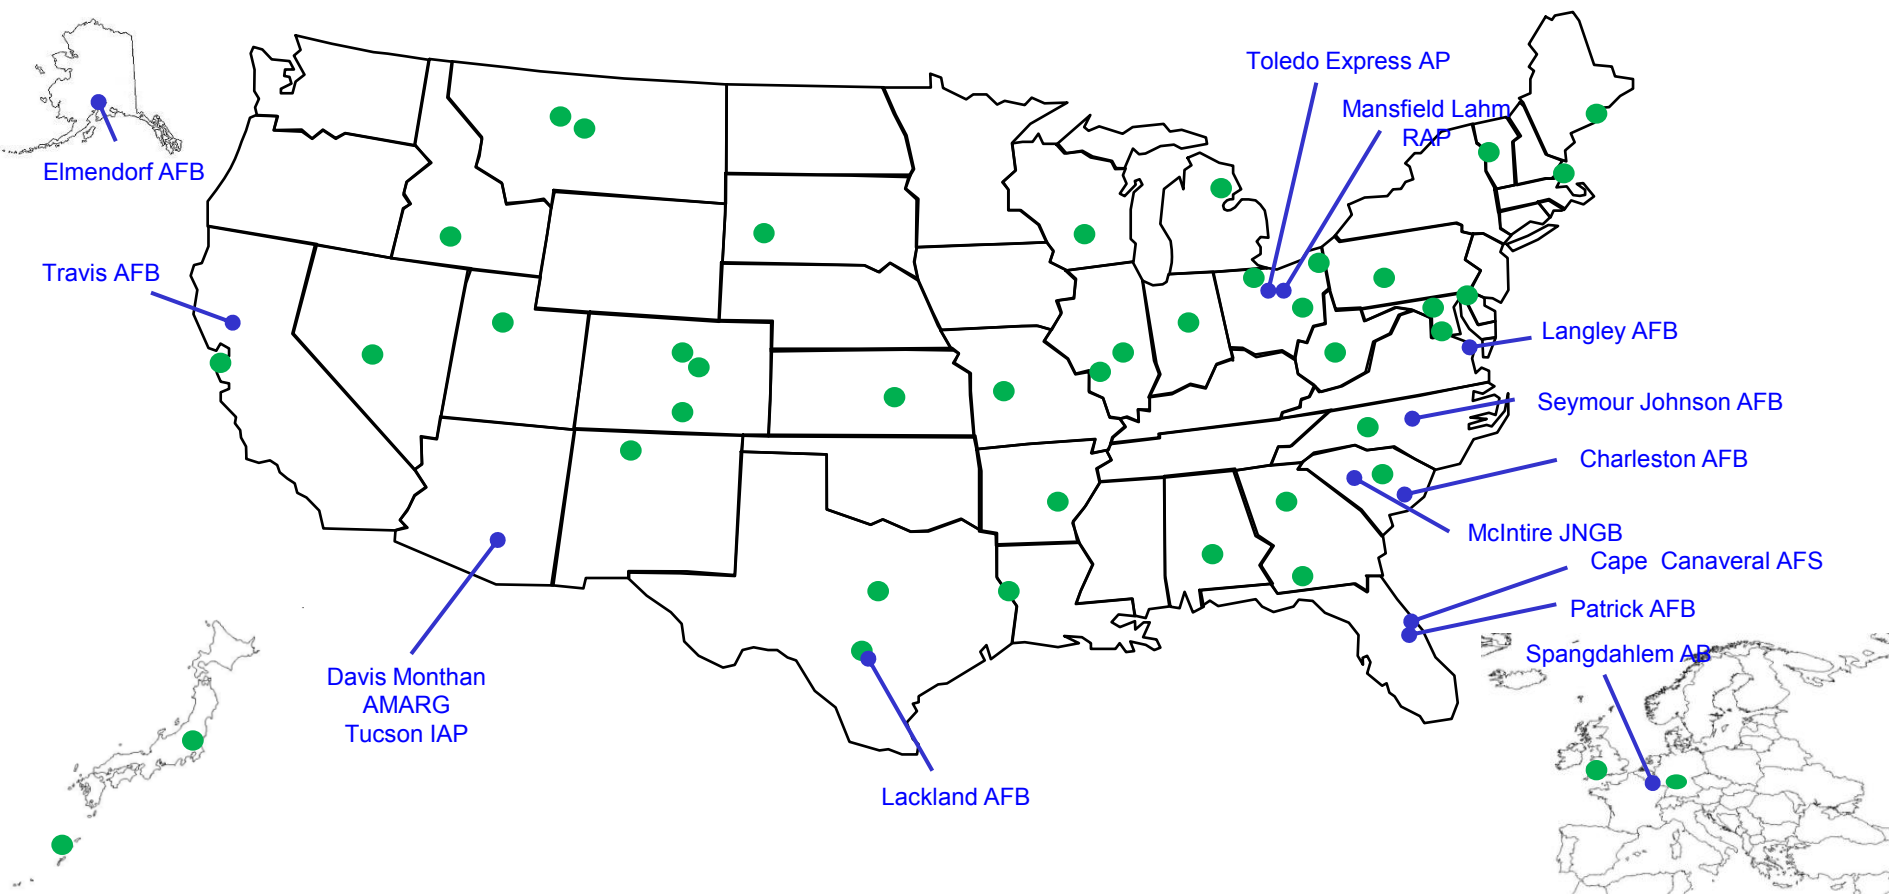 Toledo Express AP
Mansfield Lahm
RAP
Elmendorf AFB
Travis AFB
Langley AFB
Seymour Johnson AFB
Charleston AFB
McIntire JNGB
Cape  Canaveral AFS
Patrick AFB
Spangdahlem AB
Davis Monthan
AMARG
Tucson IAP
Lackland AFB